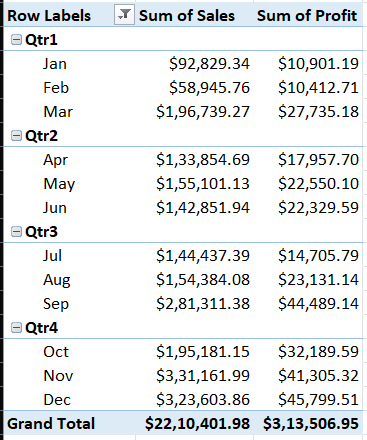 Row Labels Sum of Sales Sum of Profit
Qtr1
Jan $92,829.34 $10,901.19
Feb $58,945.76 $10,412.71
Mar $1,96,739.27 $27,735.18
Qtr2
Apr $1,33,854.69 $17,957.70
May $1,55,101.13 $22,550.10
Jun $1,42,851.94 $22,329.59
Qtr3
Jul $1,44,437.39 $14,705.79
Aug $1,54,384.08 $23,131.14
Sep $2,81,311.38 $44,489.14
Qtr4
Oct $1,95,181.15 $32,189.59
Nov $3,31,161.99 $41,305.32
Dec $3,23,603.86 $45,799.51
Grand Total $22,10,401.98 $3,13,506.95